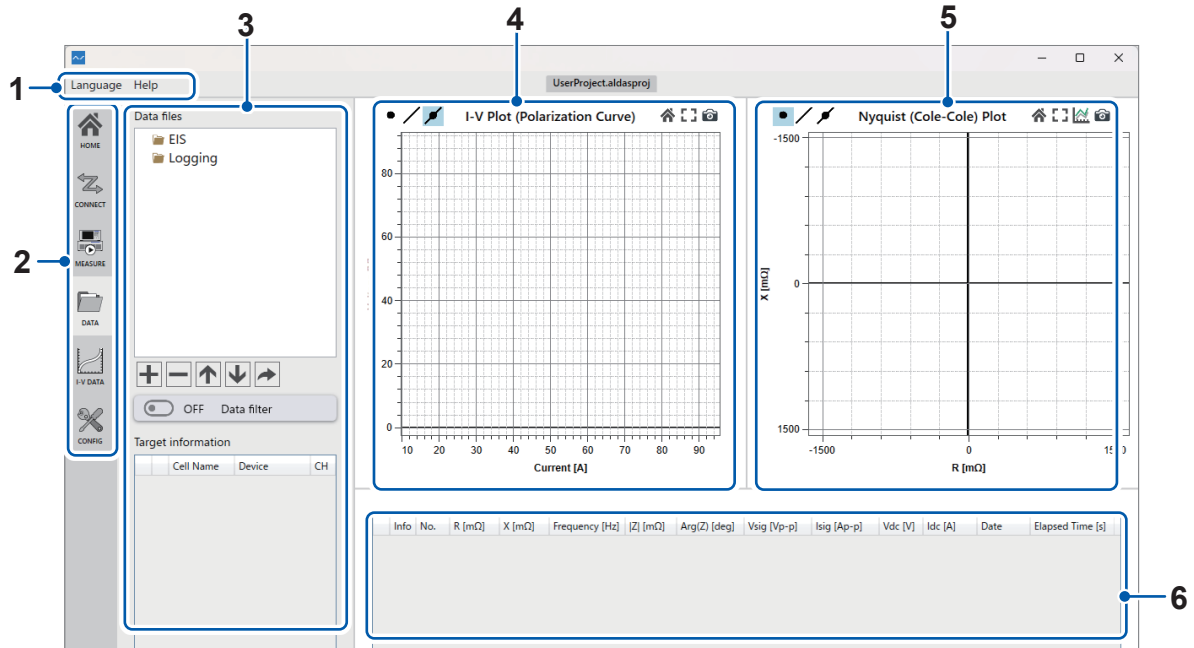 3
4
5
1
Language Help
UserProject.aldasproj
HOME
CONNECT
2
MEASURE
DATA
I-V DATA
CONFIG
Data files
EIS
Logging
OFF Data filter
Target information
Cell Name Device CH
I-V Plot (Polarization Curve)
80
60
40
20
0
10 20 30 40 50 60 70 80 90
Current [A]
Nyquist (Cole-Cole) Plot
-1500
X [mΩ]
0
1500
-1500 0
R [mΩ]
Info No. R [mΩ] X [mΩ] Frequency [Hz] |Z| [mΩ] Arg(Z) [deg] Vsig [Vp-p] Isig [Ap-p] Vdc [V] Idc [A] Date Elapsed Time [s]
6